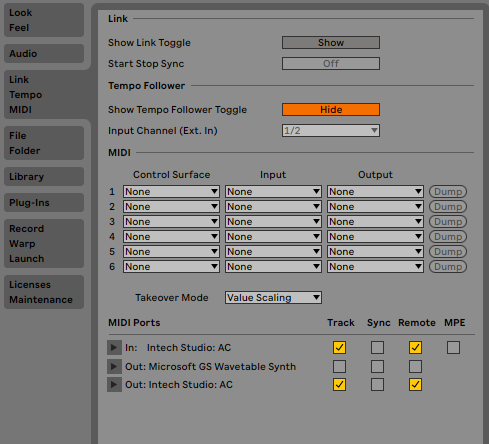 Look
Feel
Audio
Link
Tempo
MIDI
File
Folder
Library
Plug-Ins
Record
Warp
Launch
Licenses
Maintenance
Link
Show Link Toggle Show
Start Stop Sync Off
Tempo Follower
Show Tempo Follower Toggle Hide
Input Channel (Ext. In) 1/2
MIDI
Control Surface Input Output
1 None None None Dump
2 None None None Dump
3 None None None Dump
4 None None None Dump
5 None None None Dump
6 None None None Dump
Takeover Mode Value Scaling
MIDI Ports Track Sync Remote MPE
In: Intech Studio: AC
Out: Microsoft GS Wavetable Synth
Out: Intech Studio: AC